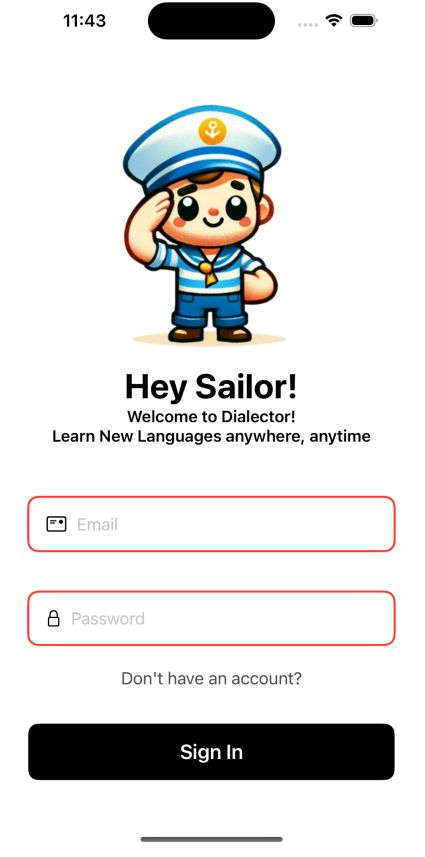 11:43
Hey Sailor!
Welcome to Dialector!
Learn New Languages anywhere, anytime
Email
Password
Don't have an account?
Sign In